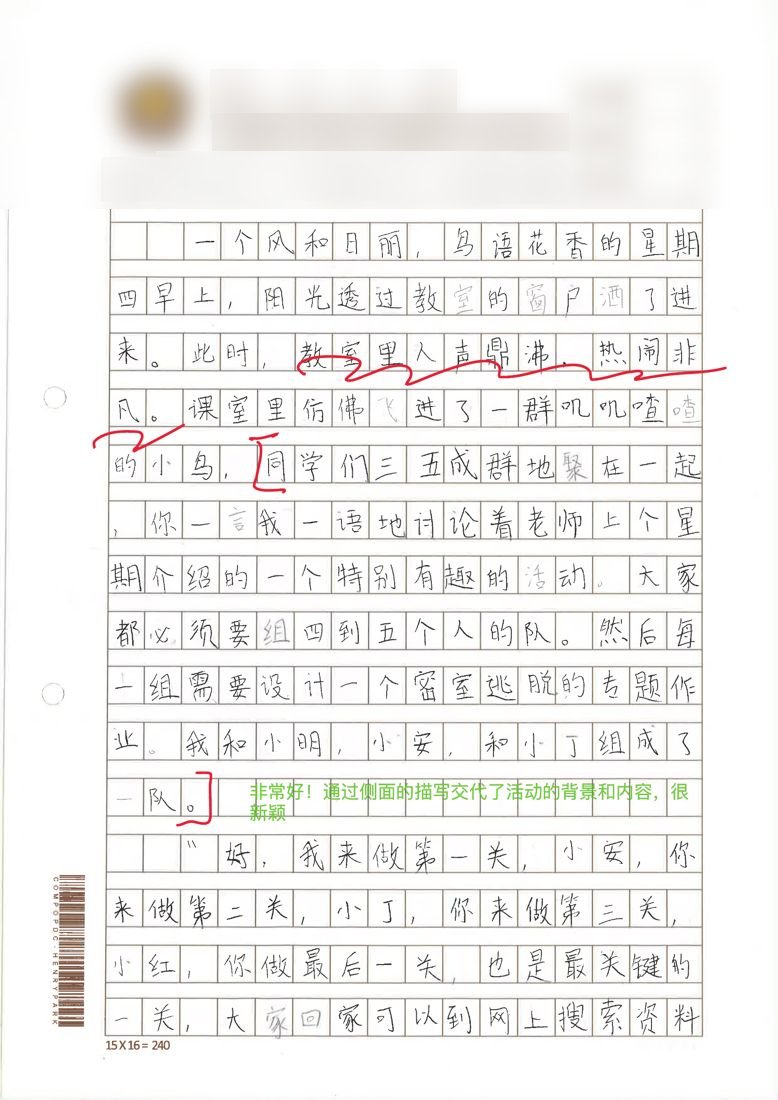 一个风和日丽，鸟语花香的星期
四早上，阳光透过教室的窗户洒了进
来。此时，教室里人声鼎沸，热闹非
凡。课室里仿佛飞进了一群叽叽喳喳
的小鸟，同学们三五成群地聚在一起
，你一言我一语地讨论着老师上个星
期介绍的一个特别有趣的活动。大家
都必须要组四到五个人的队。然后每
一组需要设计一个密室逃脱的专题作
业。我和小明，小安，和小丁组成了
一队。
非常好！通过侧面的描写交代了活动的背景和内容，很
新颖
“好，我来做第一关，小安，你
来做第二关，小丁，你来做第三关，
小红，你做最后一关，也是最关键的
一关，大家回家可以到网上搜索资料
15 X 16 = 240
COMPOPDC-HENRYPARK